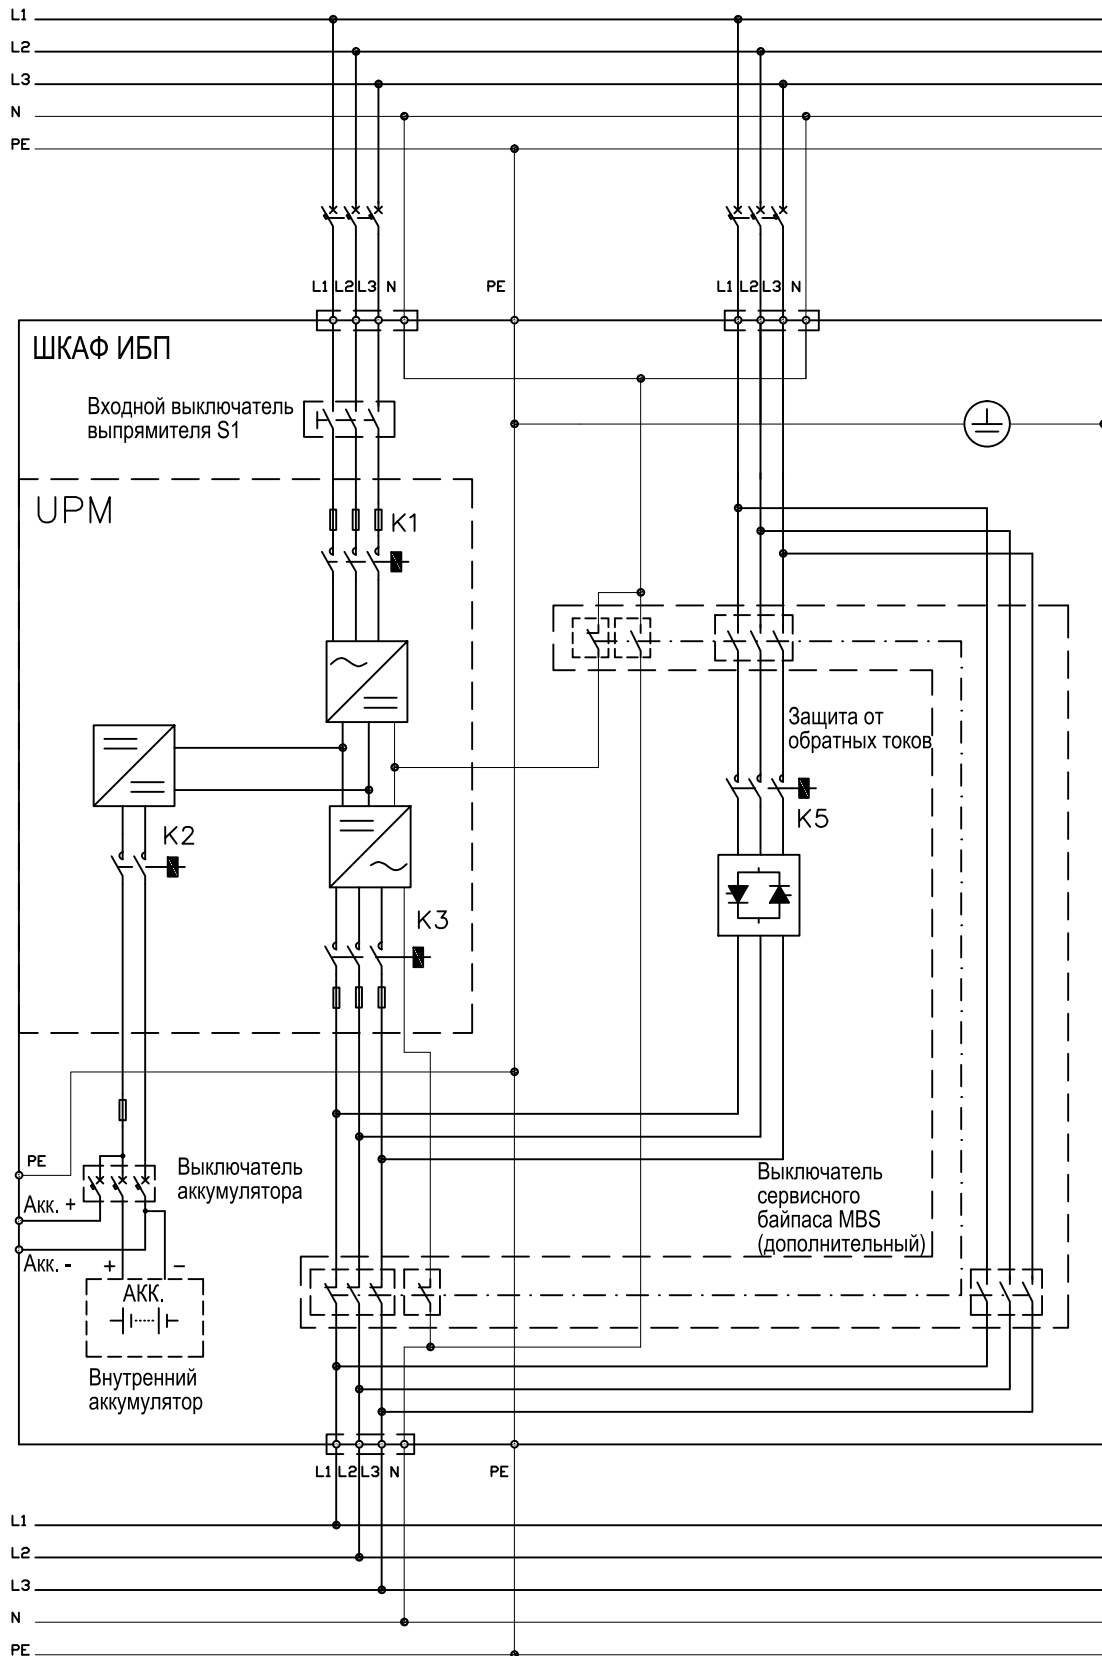 L1
L2
L3
N
PE
L1 L2 L3 N
PE
L1 L2 L3 N
ШКАФ ИБП
Входной выключатель
выпрямителя S1
UPM
K1
Защита от
обратных токов
K5
K2
K3
PE
Акк. +
Акк. -
Выключатель
аккумулятора
+
−
АКК.
Внутренний
аккумулятор
Выключатель
сервисного
байпаса MBS
(дополнительный)
L1 L2 L3 N
PE
L1
L2
L3
N
PE